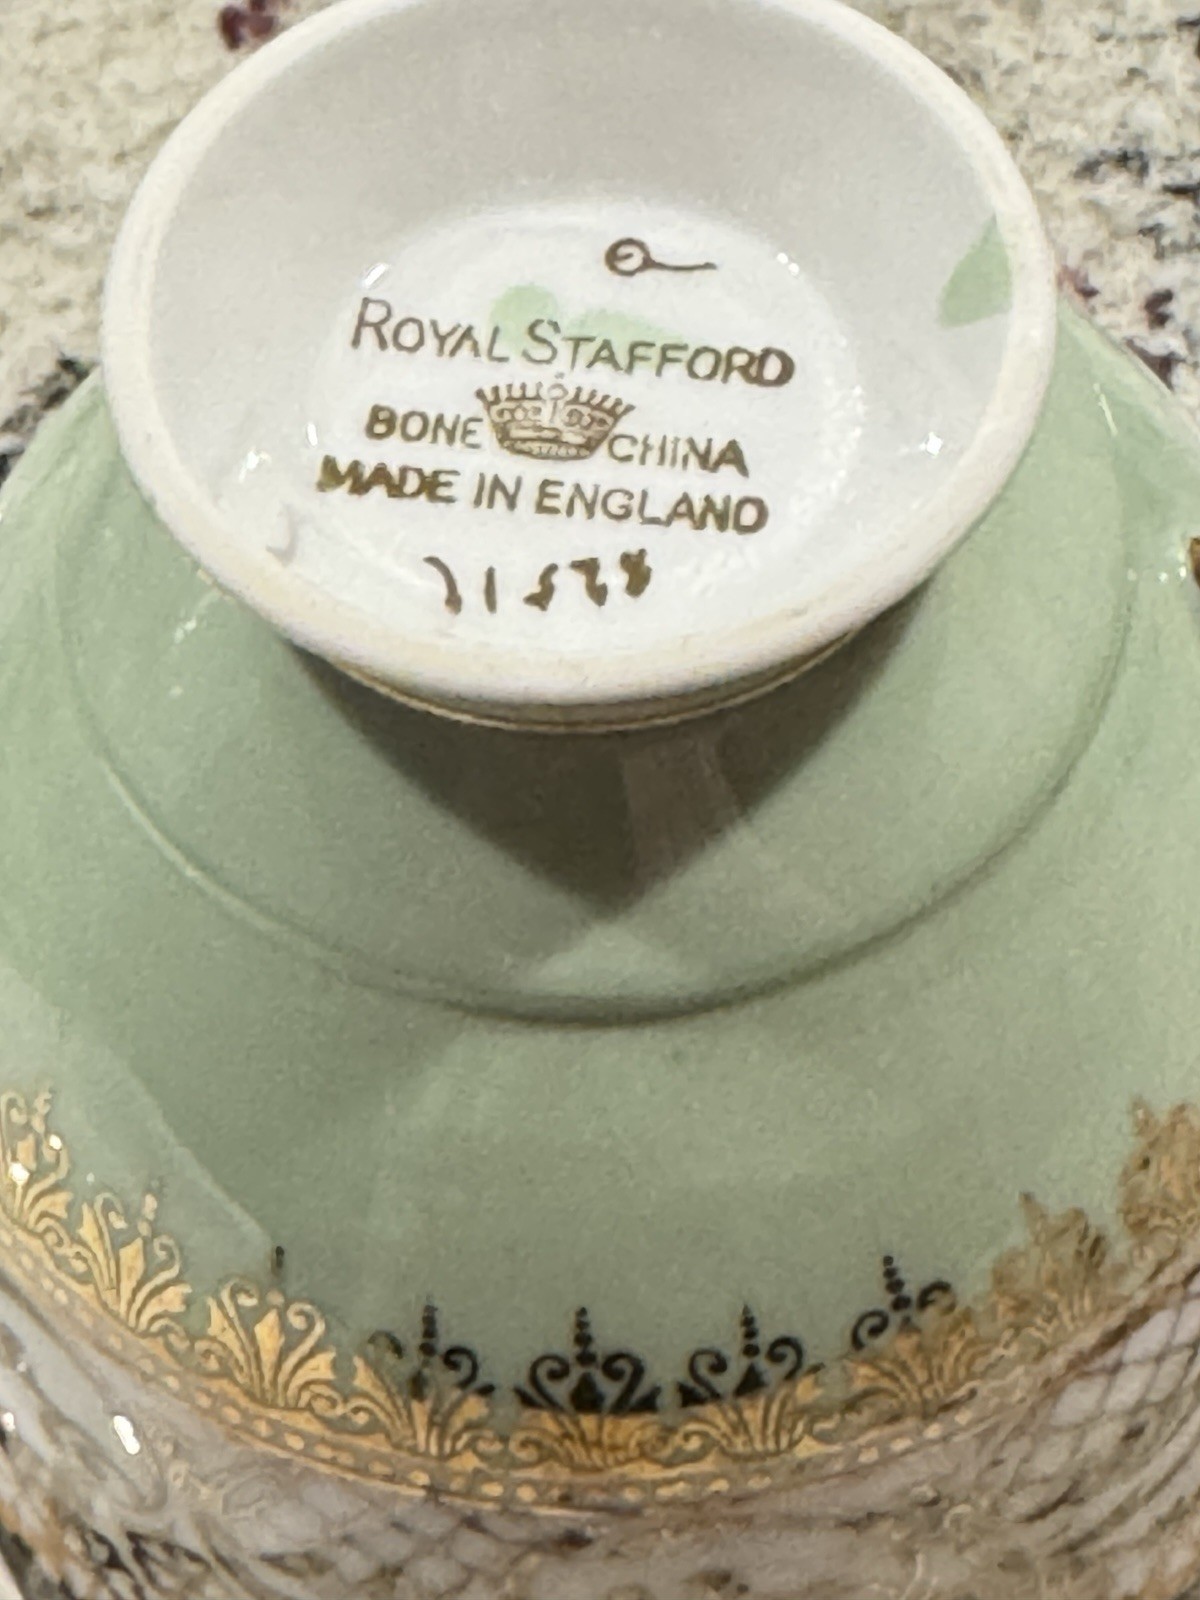 ROYAL STAFFORD
BONE CHINA
MADE IN ENGLAND